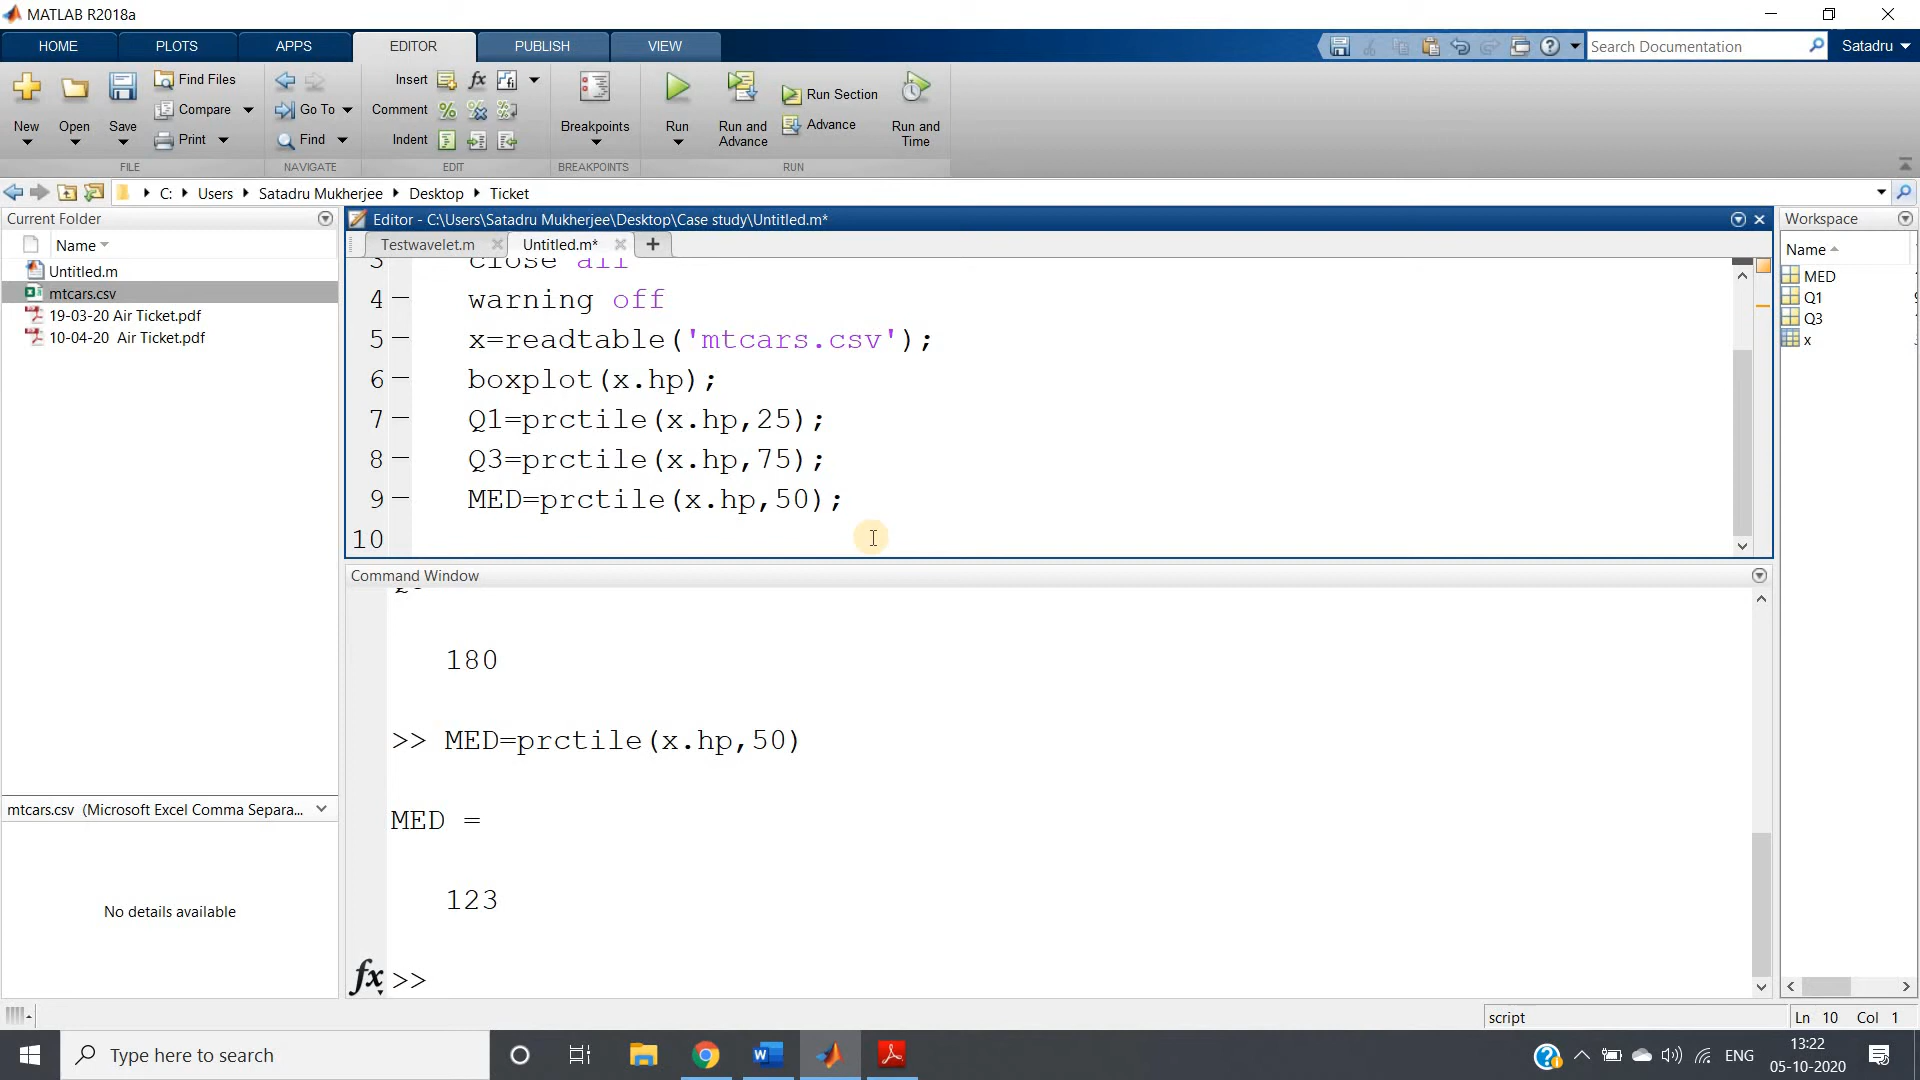 MATLAB R2018a
HOME PLOTS APPS EDITOR PUBLISH VIEW
Search Documentation
Satadru
New Open Save
Find Files
Compare
Print
FILE
Go To
Find
NAVIGATE
Insert
Comment
Indent
EDIT
Breakpoints
BREAKPOINTS
Run
Run and Advance
Run Section
Advance
Run and Time
RUN
C: Users Satadru Mukherjee Desktop Ticket
Current Folder
Name
Untitled.m
mtcars.csv
19-03-20 Air Ticket.pdf
10-04-20 Air Ticket.pdf
mtcars.csv (Microsoft Excel Comma Separa...
No details available
Editor - C:\Users\Satadru Mukherjee\Desktop\Case study\Untitled.m*
Testwavelet.m Untitled.m*
3 close all
4 warning off
5 x=readtable('mtcars.csv');
6 boxplot(x.hp);
7 Q1=prctile(x.hp,25);
8 Q3=prctile(x.hp,75);
9 MED=prctile(x.hp,50);
10
Command Window
180
>> MED=prctile(x.hp,50)
MED =
123
fx >>
Workspace
Name
MED
Q1
Q3
x
script
Ln 10 Col 1
Type here to search
ENG
13:22
05-10-2020